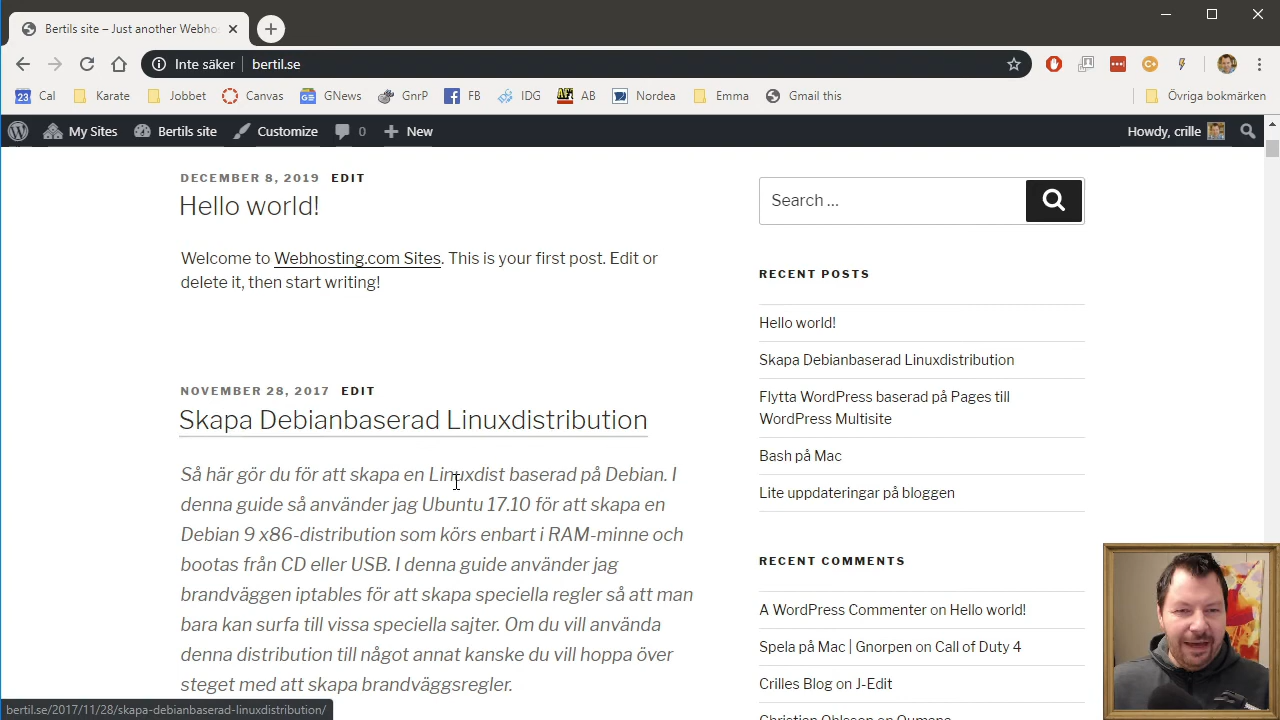 Bertils site – Just another Webho
Inte säker
bertil.se
23 Cal
Karate
Jobbet
Canvas
GNews
GnrP
FB
IDG
AB
Nordea
Emma
Gmail this
Övriga bokmärken
My Sites
Bertils site
Customize
0
New
Howdy, crille
DECEMBER 8, 2019 EDIT
Hello world!
Welcome to Webhosting.com Sites. This is your first post. Edit or
delete it, then start writing!
NOVEMBER 28, 2017 EDIT
Skapa Debianbaserad Linuxdistribution
Så här gör du för att skapa en Linuxdist baserad på Debian. I
denna guide så använder jag Ubuntu 17.10 för att skapa en
Debian 9 x86-distribution som körs enbart i RAM-minne och
bootas från CD eller USB. I denna guide använder jag
brandväggen iptables för att skapa speciella regler så att man
bara kan surfa till vissa speciella sajter. Om du vill använda
denna distribution till något annat kanske du vill hoppa över
steget med att skapa brandväggsregler.
bertil.se/2017/11/28/skapa-debianbaserad-linuxdistribution/
Search …
RECENT POSTS
Hello world!
Skapa Debianbaserad Linuxdistribution
Flytta WordPress baserad på Pages till
WordPress Multisite
Bash på Mac
Lite uppdateringar på bloggen
RECENT COMMENTS
A WordPress Commenter on Hello world!
Spela på Mac | Gnorpen on Call of Duty 4
Crilles Blog on J-Edit